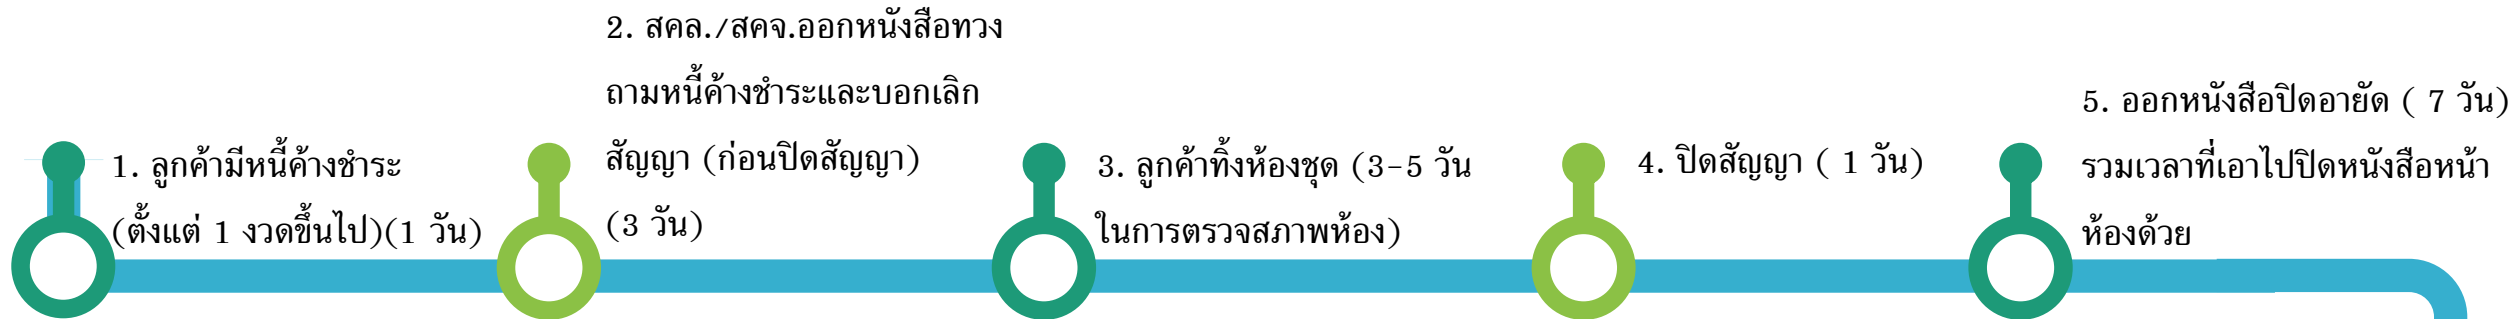 1. ลูกค้ามีหนี้ค้างชำระ
(ตั้งแต่ 1 งวดขึ้นไป)(1 วัน)
2. สคล./สคจ.ออกหนังสือทวง
ถามหนี้ค้างชำระและบอกเลิก
สัญญา (ก่อนปิดสัญญา)
(3 วัน)
3. ลูกค้าทิ้งห้องชุด (3-5 วัน
ในการตรวจสภาพห้อง)
4. ปิดสัญญา ( 1 วัน)
5. ออกหนังสือปิดอายัด ( 7 วัน)
รวมเวลาที่เอาไปปิดหนังสือหน้า
ห้องด้วย